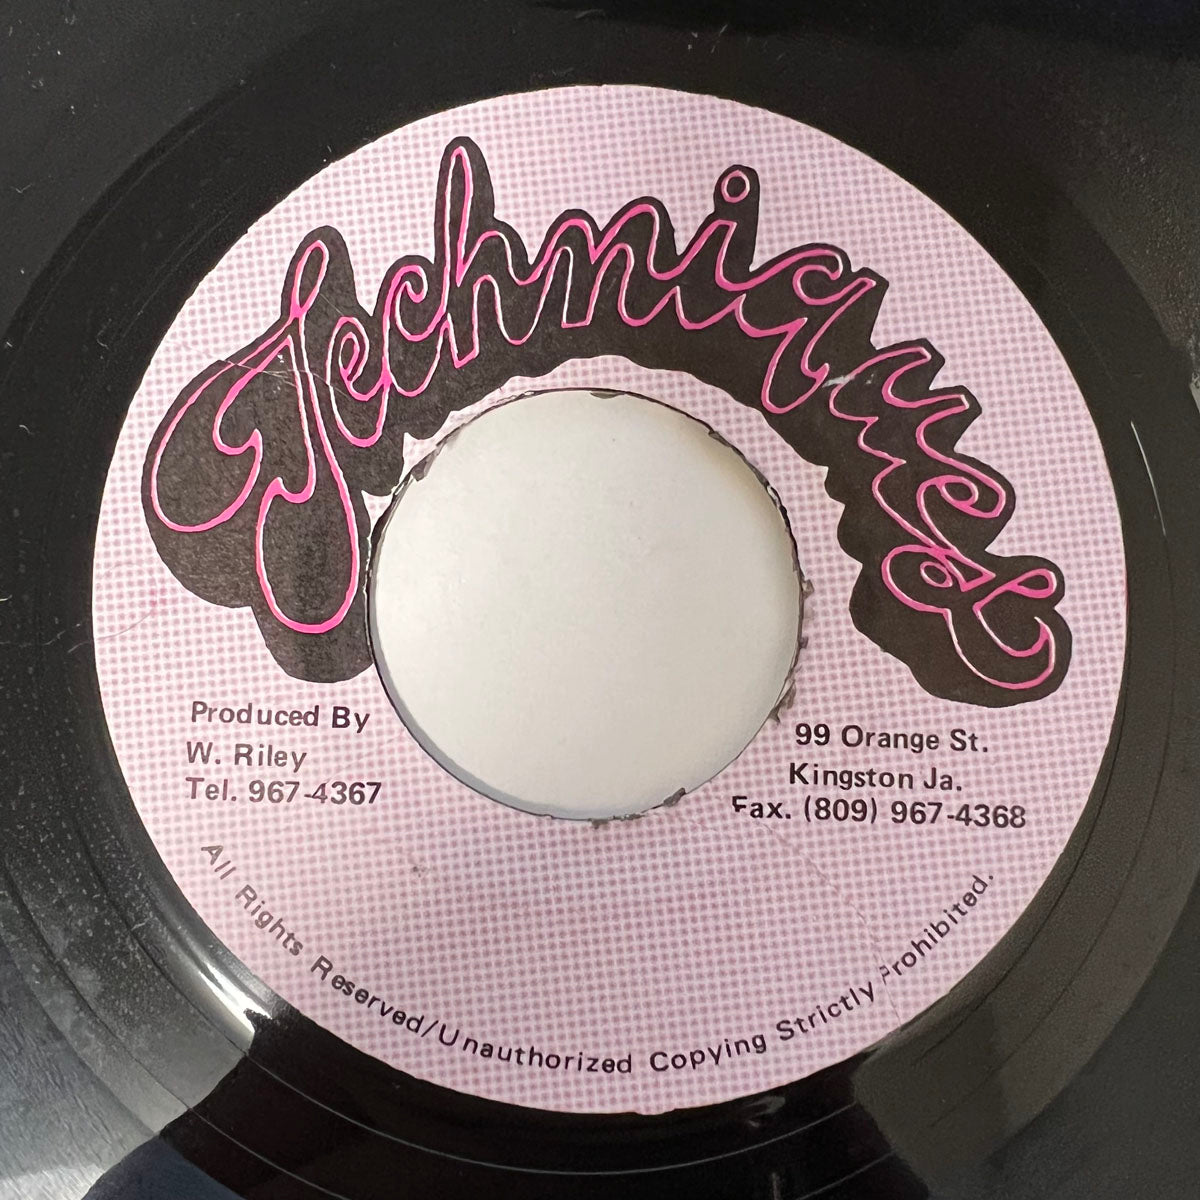 Techniques
Produced By
W. Riley
Tel. 967-4367
99 Orange St.
Kingston Ja.
Fax. (809) 967-4368
All Rights Reserved/Unauthorized Copying Strictly Prohibited.